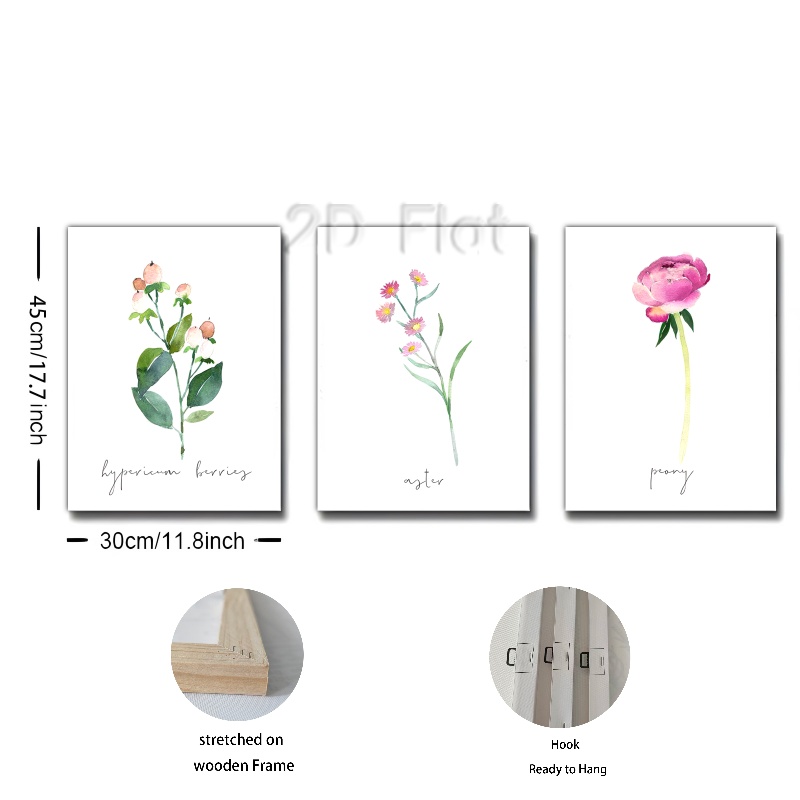 2D Flat
45cm/17.7inch
hypericum berries
aster
peony
30cm/11.8inch
stretched on
wooden Frame
Hook
Ready to Hang